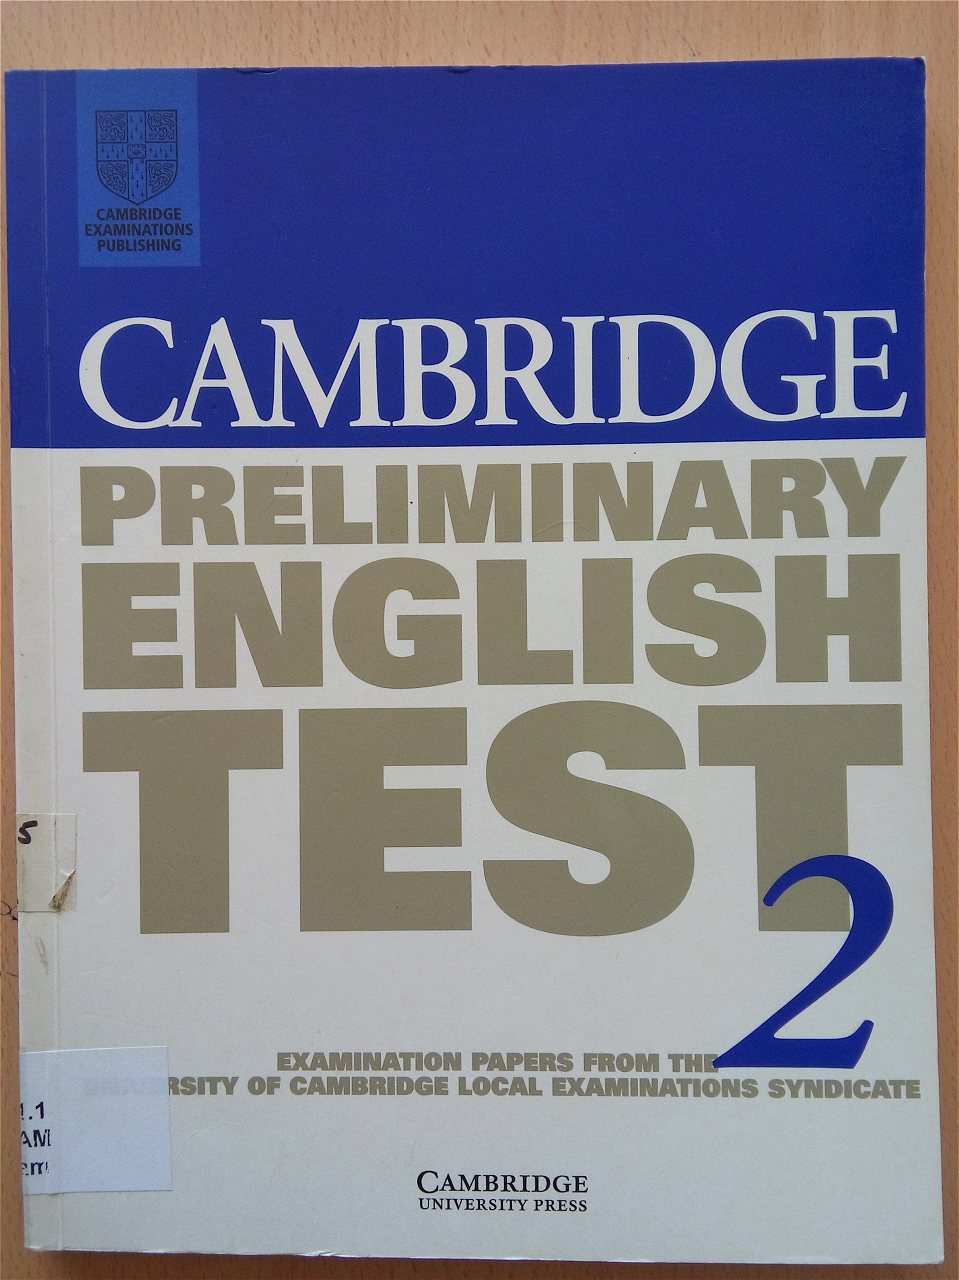 CAMBRIDGE
EXAMINATIONS
PUBLISHING
CAMBRIDGE
PRELIMINARY
ENGLISH
TEST
2
EXAMINATION PAPERS FROM THE
OF CAMBRIDGE LOCAL EXAMINATIONS SYNDICATE
5
CAMBRIDGE
UNIVERSITY PRESS